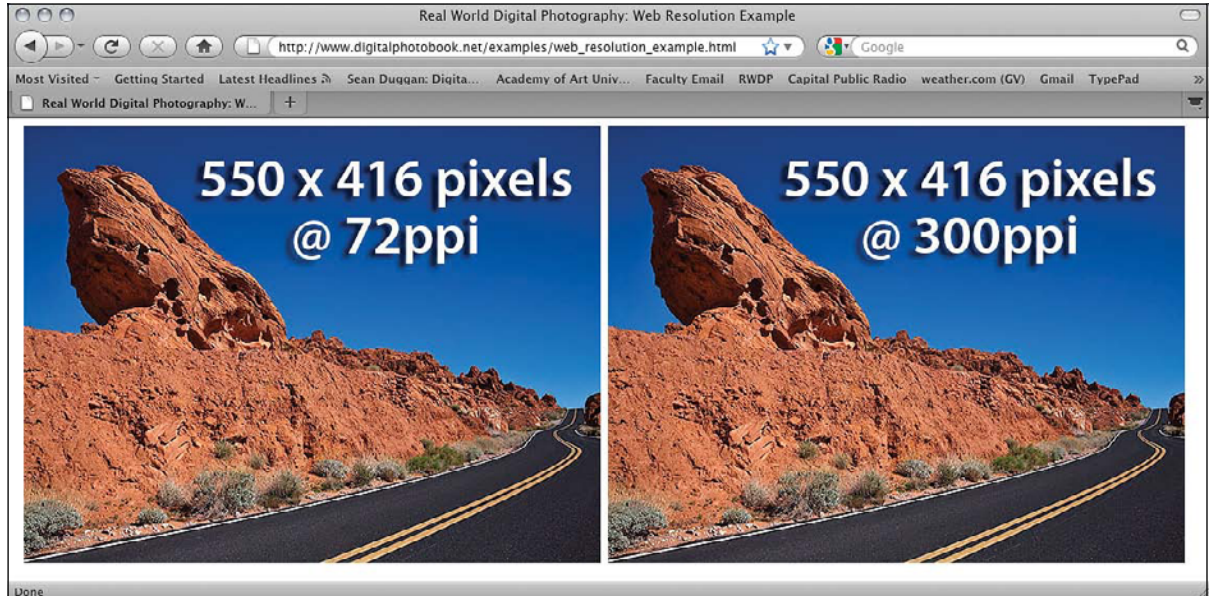 Real World Digital Photography: Web Resolution Example
http://www.digitalphotobook.net/examples/web_resolution_example.html
Google
Most Visited Getting Started Latest Headlines Sean Duggan: Digita... Academy of Art Univ... Faculty Email RWDP Capital Public Radio weather.com (GV) Gmail TypePad »
Real World Digital Photography: W... +
550 x 416 pixels
@ 72ppi
550 x 416 pixels
@ 300ppi
Done